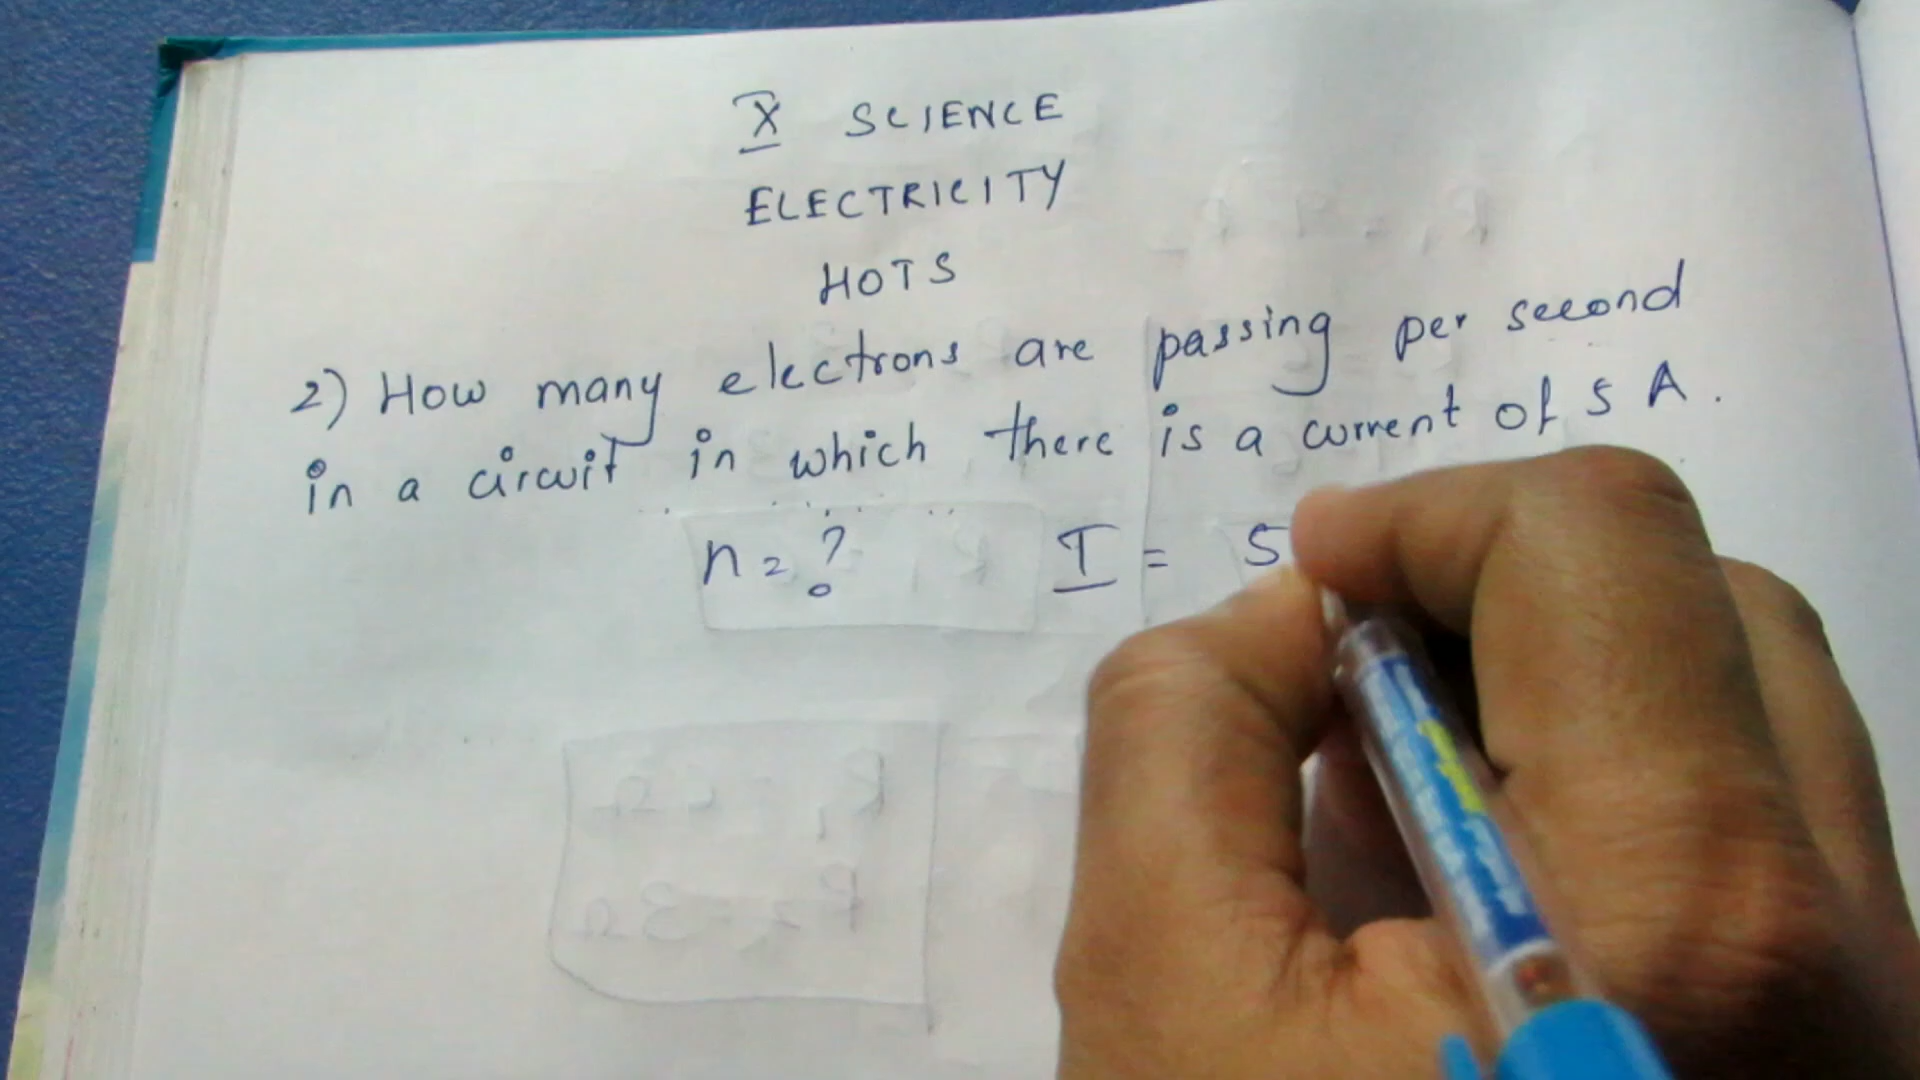 X SCIENCE
ELECTRICITY
HOTS
2) How many electrons are passing per second
in a circuit in which there is a current of 5 A.
n = ? I = 5